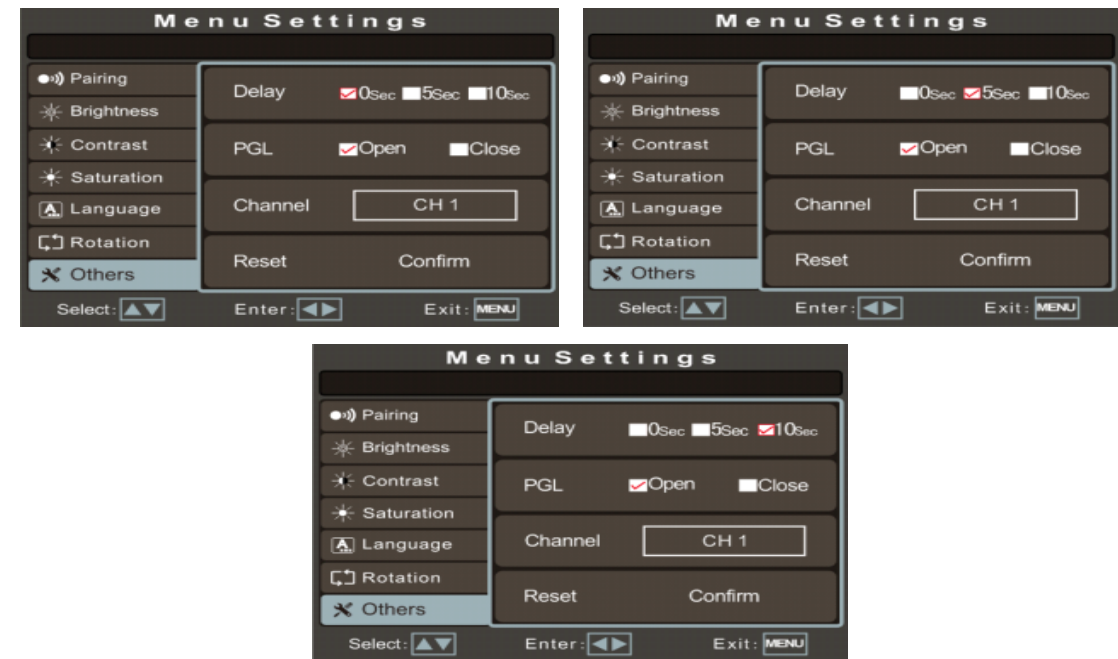 Menu Settings
Pairing
Brightness
Contrast
Saturation
Language
Rotation
Others
Delay 0Sec 5Sec 10Sec
PGL Open Close
Channel CH 1
Reset Confirm
Select: Enter: Exit: MENU
Menu Settings
Pairing
Brightness
Contrast
Saturation
Language
Rotation
Others
Delay 0Sec 5Sec 10Sec
PGL Open Close
Channel CH 1
Reset Confirm
Select: Enter: Exit: MENU
Menu Settings
Pairing
Brightness
Contrast
Saturation
Language
Rotation
Others
Delay 0Sec 5Sec 10Sec
PGL Open Close
Channel CH 1
Reset Confirm
Select: Enter: Exit: MENU